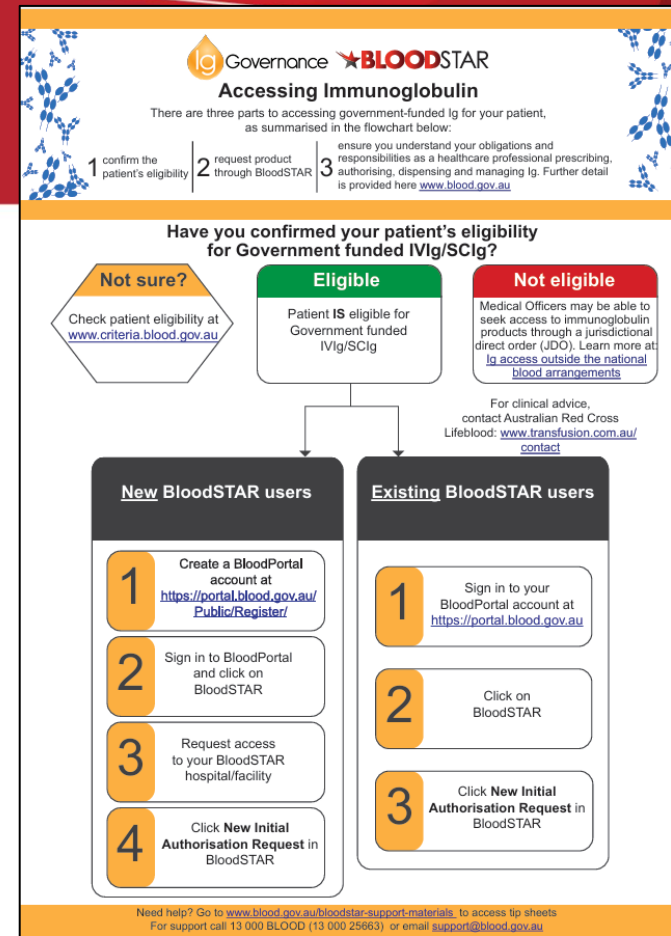 Ig Governance BLOODSTAR
Accessing Immunoglobulin
There are three parts to accessing government-funded Ig for your patient,
as summarised in the flowchart below:
1 confirm the
patient's eligibility
2 request product
through BloodSTAR
3 ensure you understand your obligations and
responsibilities as a healthcare professional prescribing,
authorising, dispensing and managing Ig. Further detail
is provided here www.blood.gov.au
Have you confirmed your patient's eligibility
for Government funded IVIg/SCIg?
Not sure?
Check patient eligibility at
www.criteria.blood.gov.au
Eligible
Patient IS eligible for
Government funded
IVIg/SCIg
Not eligible
Medical Officers may be able to
seek access to immunoglobulin
products through a jurisdictional
direct order (JDO). Learn more at:
Ig access outside the national
blood arrangements
For clinical advice,
contact Australian Red Cross
Lifeblood: www.transfusion.com.au/
contact
New BloodSTAR users
1
Create a BloodPortal
account at
https://portal.blood.gov.au/
Public/Register/
2
Sign in to BloodPortal
and click on
BloodSTAR
3
Request access
to your BloodSTAR
hospital/facility
4
Click New Initial
Authorisation Request in
BloodSTAR
Existing BloodSTAR users
1
Sign in to your
BloodPortal account at
https://portal.blood.gov.au
2
Click on
BloodSTAR
3
Click New Initial
Authorisation Request in
BloodSTAR
Need help? Go to www.blood.gov.au/bloodstar-support-materials to access tip sheets
For support call 13 000 BLOOD (13 000 25663) or email support@blood.gov.au